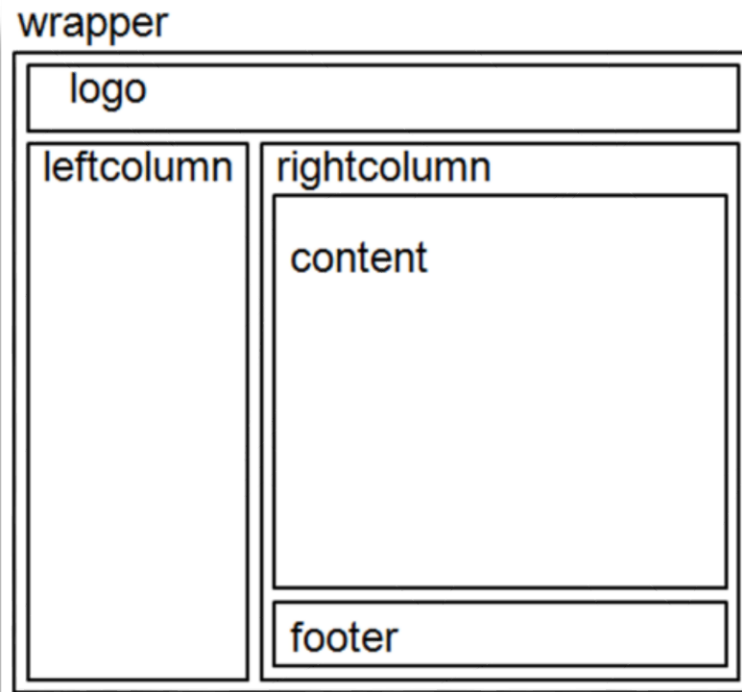 wrapper
logo
leftcolumn
rightcolumn
content
footer